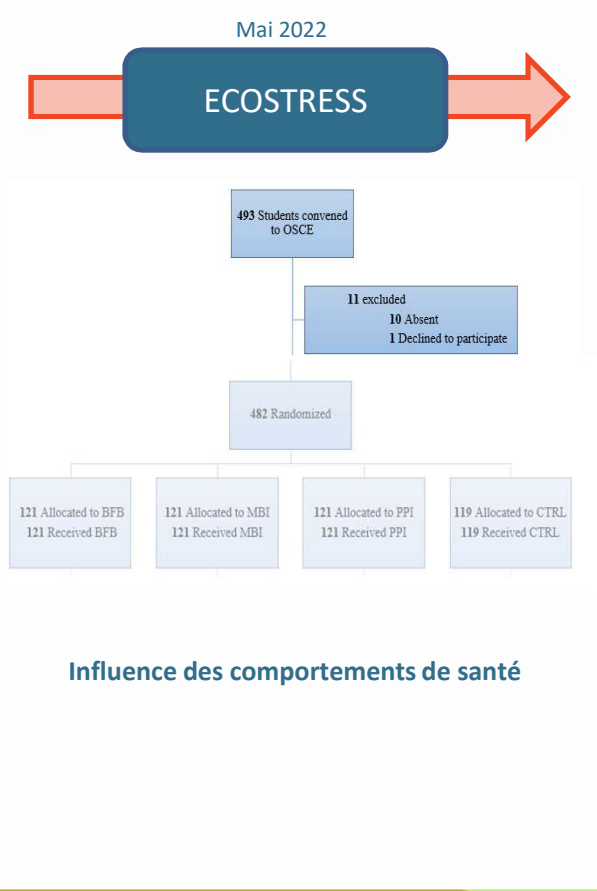 Mai 2022
ECOSTRESS
493 Students convened
to OSCE
11 excluded
10 Absent
1 Declined to participate
482 Randomized
121 Allocated to BFB
121 Received BFB
121 Allocated to MBI
121 Received MBI
121 Allocated to PPI
121 Received PPI
119 Allocated to CTRL
119 Received CTRL
Influence des comportements de santé